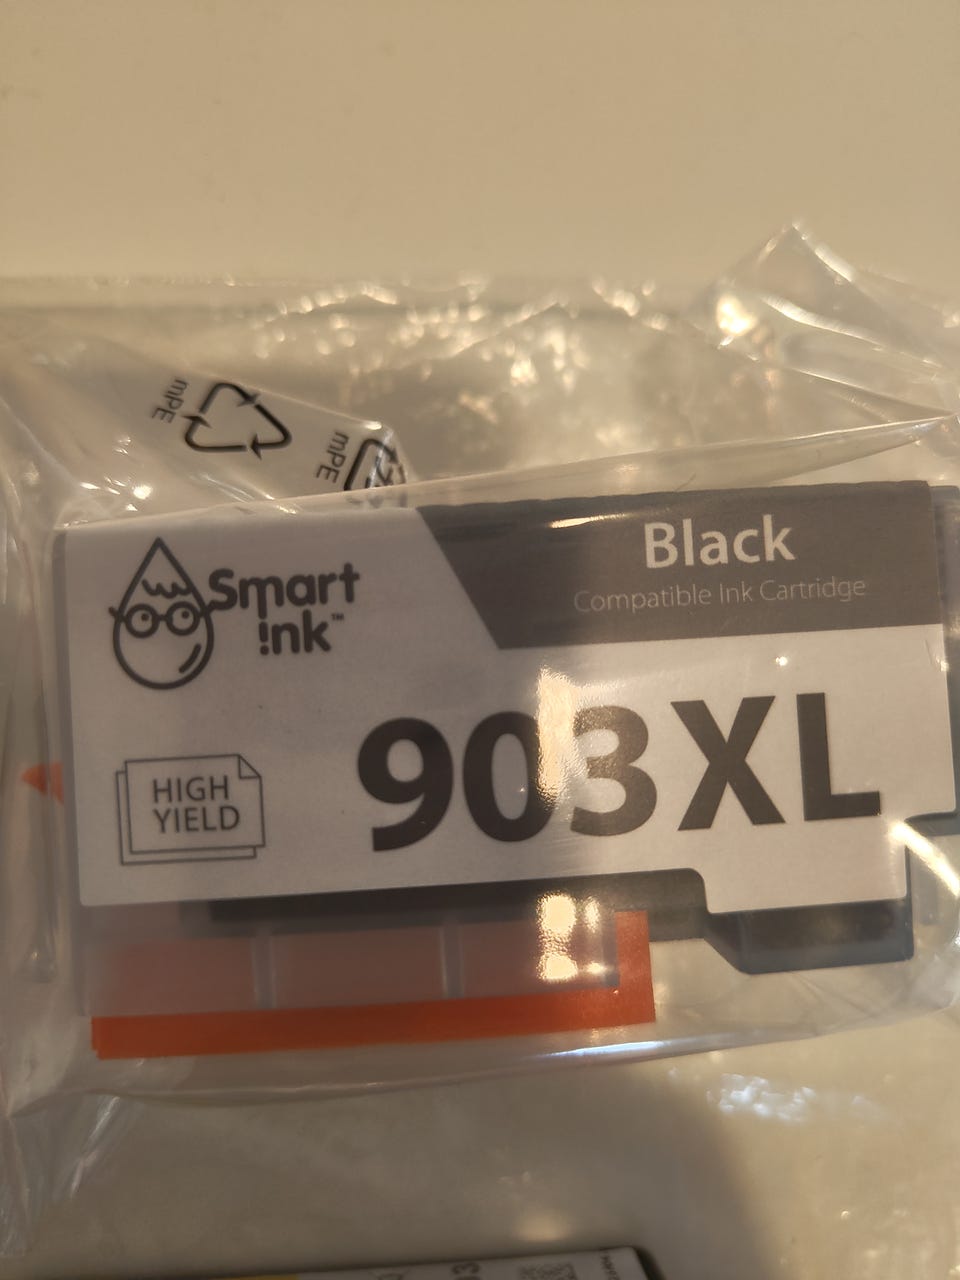 mPE
mPE
Smart
ink™
Black
Compatible Ink Cartridge
HIGH
YIELD
903XL